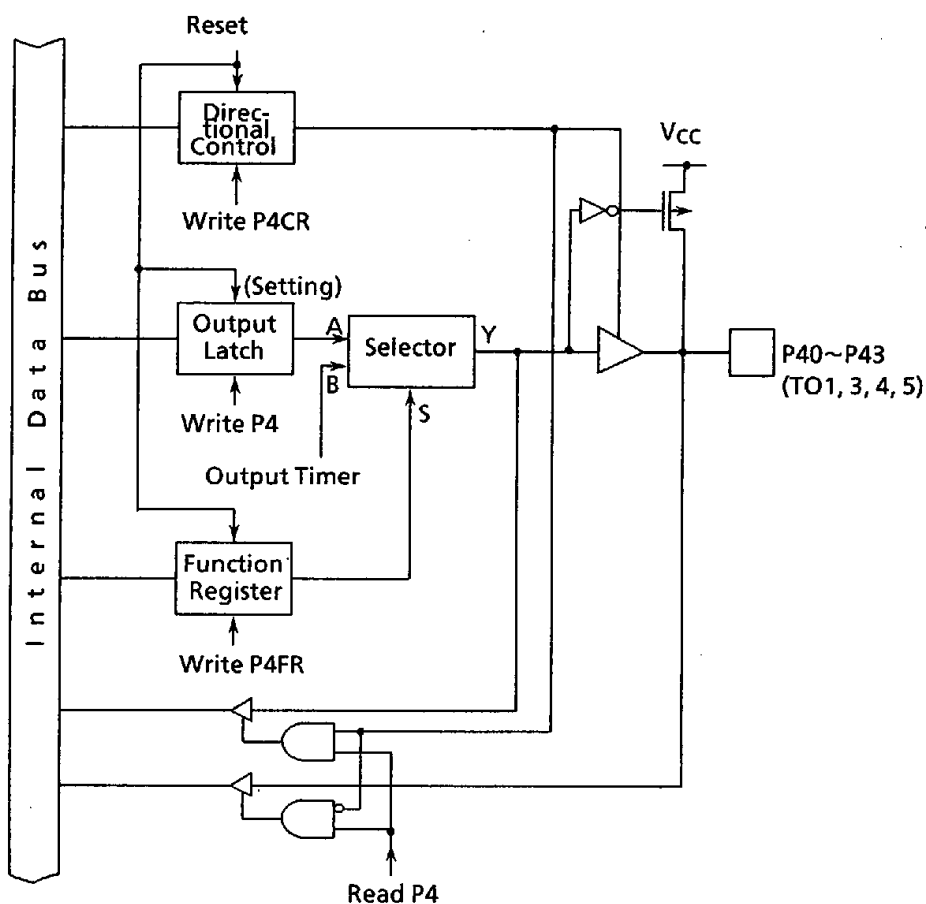 Reset
Direc-
tional
Control
VCC
Write P4CR
Internal Data Bus
(Setting)
Output
Latch
A
Selector
Y
B
P40~P43
(TO1, 3, 4, 5)
Write P4
S
Output Timer
Function
Register
Write P4FR
Read P4